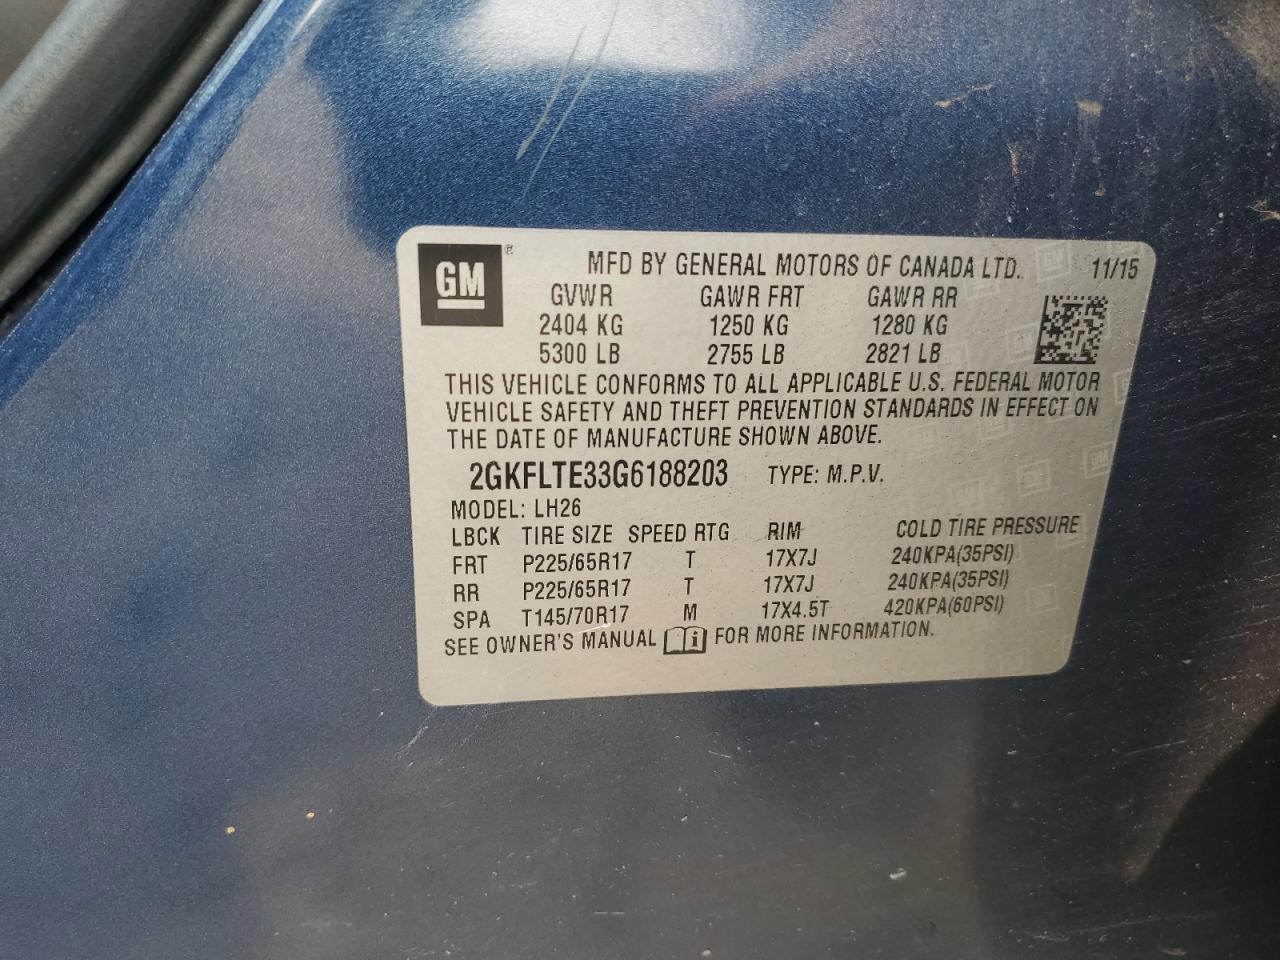 GM®
MFD BY GENERAL MOTORS OF CANADA LTD. 11/15
GVWR GAWR FRT GAWR RR
2404 KG 1250 KG 1280 KG
5300 LB 2755 LB 2821 LB
THIS VEHICLE CONFORMS TO ALL APPLICABLE U.S. FEDERAL MOTOR
VEHICLE SAFETY AND THEFT PREVENTION STANDARDS IN EFFECT ON
THE DATE OF MANUFACTURE SHOWN ABOVE.
2GKFLTE33G6188203 TYPE: M.P.V.
MODEL: LH26
LBCK TIRE SIZE SPEED RTG RIM COLD TIRE PRESSURE
FRT P225/65R17 T 17X7J 240KPA(35PSI)
RR P225/65R17 T 17X7J 240KPA(35PSI)
SPA T145/70R17 M 17X4.5T 420KPA(60PSI)
SEE OWNER'S MANUAL i FOR MORE INFORMATION.